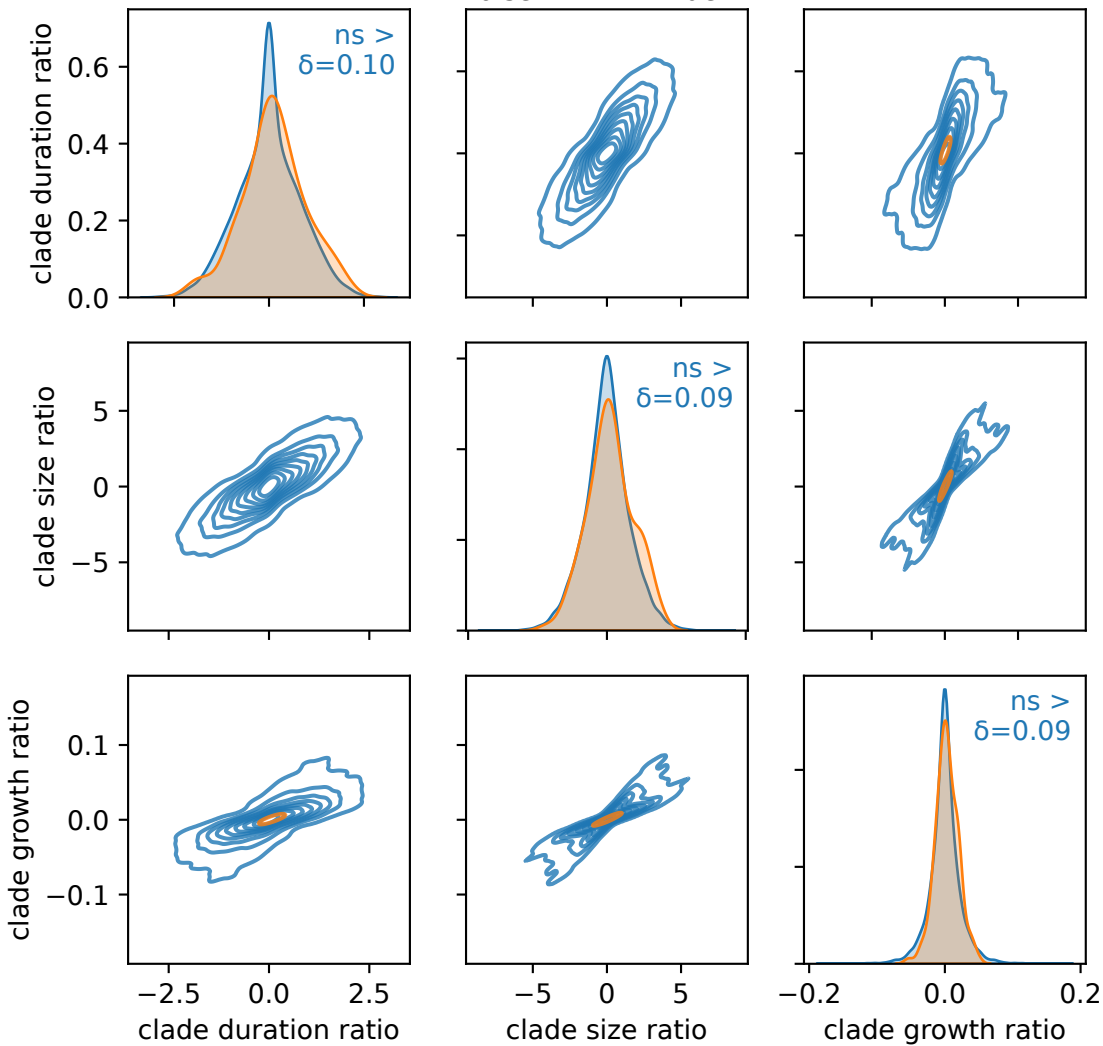 clade duration ratio
0.6
0.4
0.2
0.0
ns >
δ=0.10
clade size ratio
5
0
−5
ns >
δ=0.09
clade growth ratio
0.1
0.0
−0.1
ns >
δ=0.09
−2.5
0.0
2.5
−5
0
5
−0.2
0.0
0.2
clade duration ratio
clade size ratio
clade growth ratio